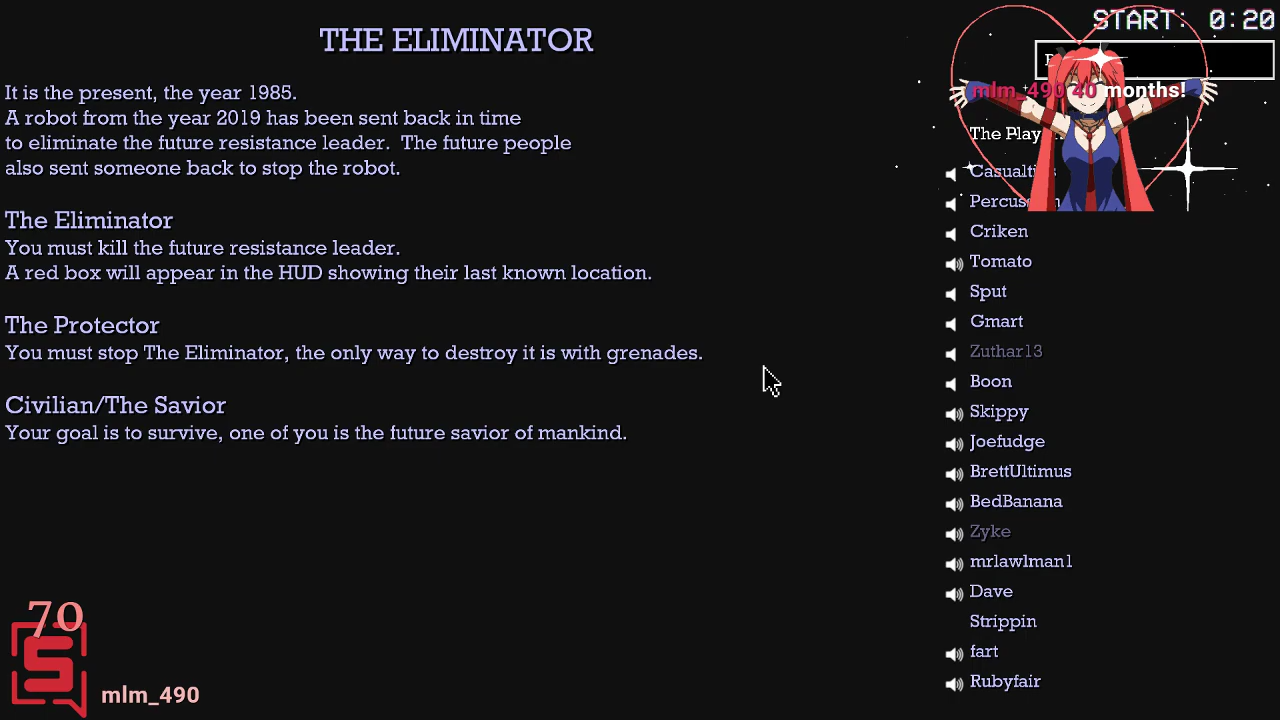 THE ELIMINATOR
START: 0:20
It is the present, the year 1985.
A robot from the year 2019 has been sent back in time
to eliminate the future resistance leader. The future people
also sent someone back to stop the robot.
The Eliminator
You must kill the future resistance leader.
A red box will appear in the HUD showing their last known location.
The Protector
You must stop The Eliminator, the only way to destroy it is with grenades.
Civilian/The Savior
Your goal is to survive, one of you is the future savior of mankind.
mlm_490 40 months!
The
Criken
Tomato
Sput
Gmart
Zuthar13
Boon
Skippy
Joefudge
BrettUltimus
BedBanana
Zyke
mrlawlman1
Dave
Strippin
fart
Rubyfair
70
S
mlm_490